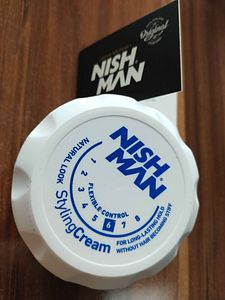 Original
NISH
MAN
NISH
MAN
NATURAL LOOK
StylingCream
FLEXIBLE CONTROL
1
2
3
4
5
6
7
8
FOR LONG-LASTING HOLD
WITHOUT HAIR BECOMING STIFF